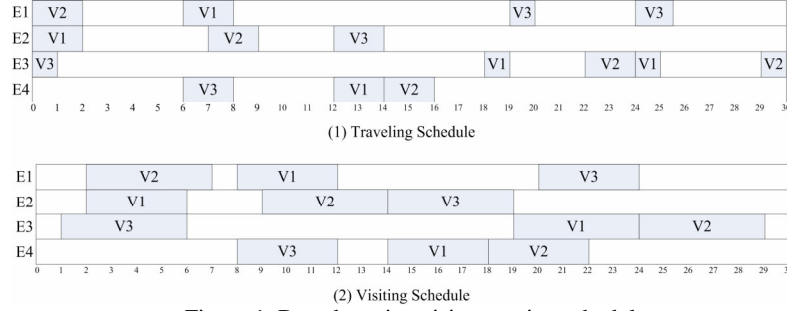 E1 V2 V1 V3 V3
E2 V1 V2 V3
E3 V3 V1 V2 V1 V2
E4 V3 V1 V2
0 1 2 3 4 5 6 7 8 9 10 11 12 13 14 15 16 17 18 19 20 21 22 23 24 25 26 27 28 29 30
(1) Traveling Schedule
E1 V2 V1 V3
E2 V1 V2 V3
E3 V3 V1 V2
E4 V3 V1 V2
0 1 2 3 4 5 6 7 8 9 10 11 12 13 14 15 16 17 18 19 20 21 22 23 24 25 26 27 28 29 3
(2) Visiting Schedule